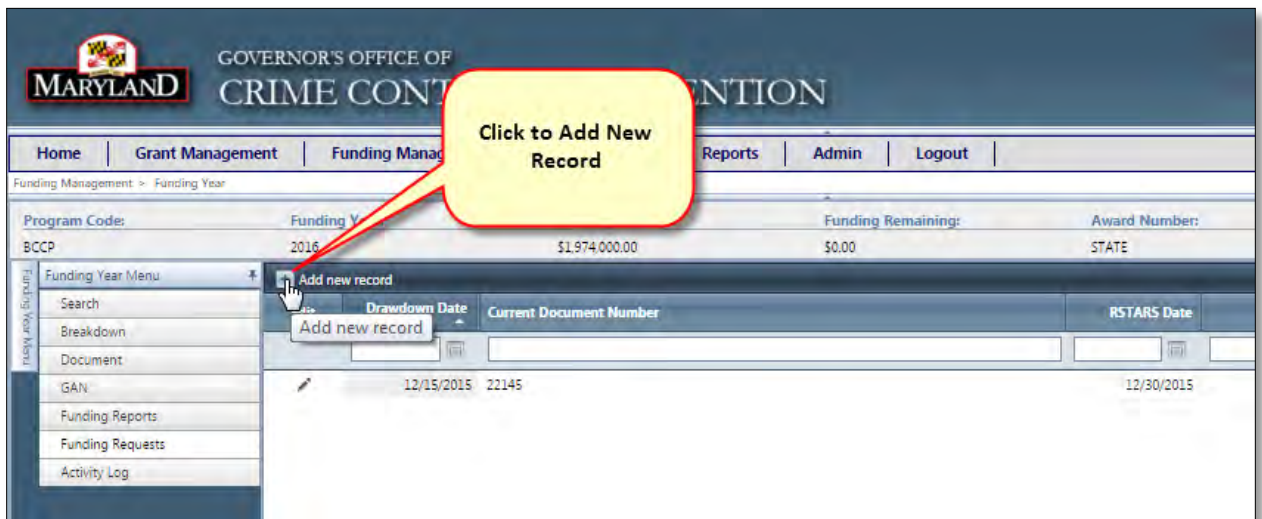 MARYLAND
GOVERNOR'S OFFICE OF
CRIME CONT NTION
Click to Add New
Record
Home Grant Management Funding Manag Reports Admin Logout
Funding Management > Funding Year
Program Code: Funding Y Funding Remaining: Award Number:
BCCP 2016 $1,974,000.00 $0.00 STATE
Funding Year Menu
Funding Year Menu
Search
Breakdown
Document
GAN
Funding Reports
Funding Requests
Activity Log
Add new record
Drawdown Date Current Document Number RSTARS Date
Add new record
12/15/2015 22145 12/30/2015